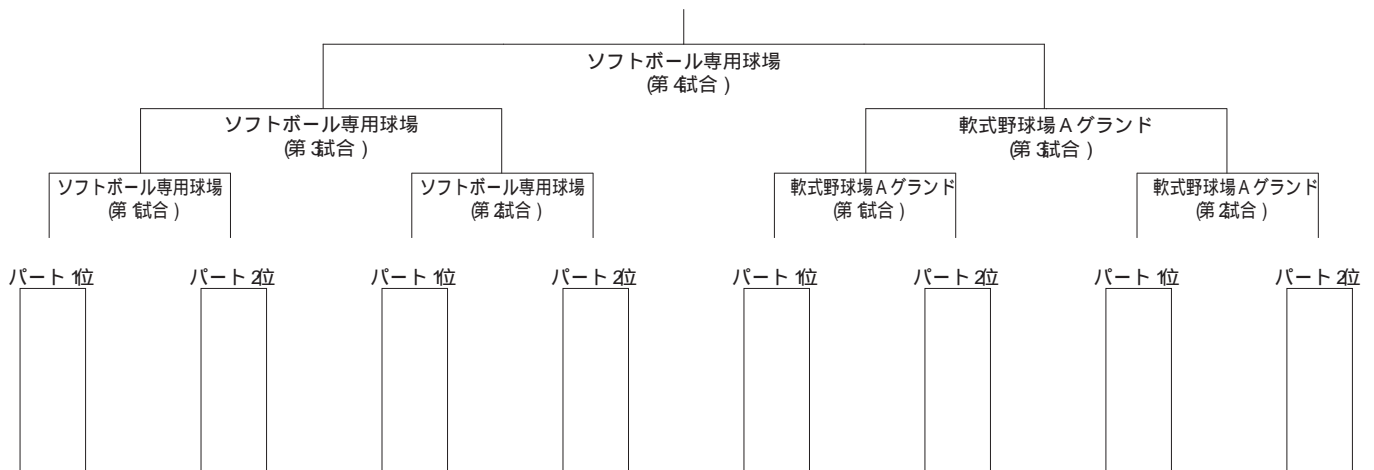 ソフトボール専用球場
(第4試合)
ソフトボール専用球場
(第3試合)
軟式野球場Aグランド
(第3試合)
ソフトボール専用球場
(第1試合)
ソフトボール専用球場
(第2試合)
軟式野球場Aグランド
(第1試合)
軟式野球場Aグランド
(第2試合)
パート1位
パート2位
パート1位
パート2位
パート1位
パート2位
パート1位
パート2位